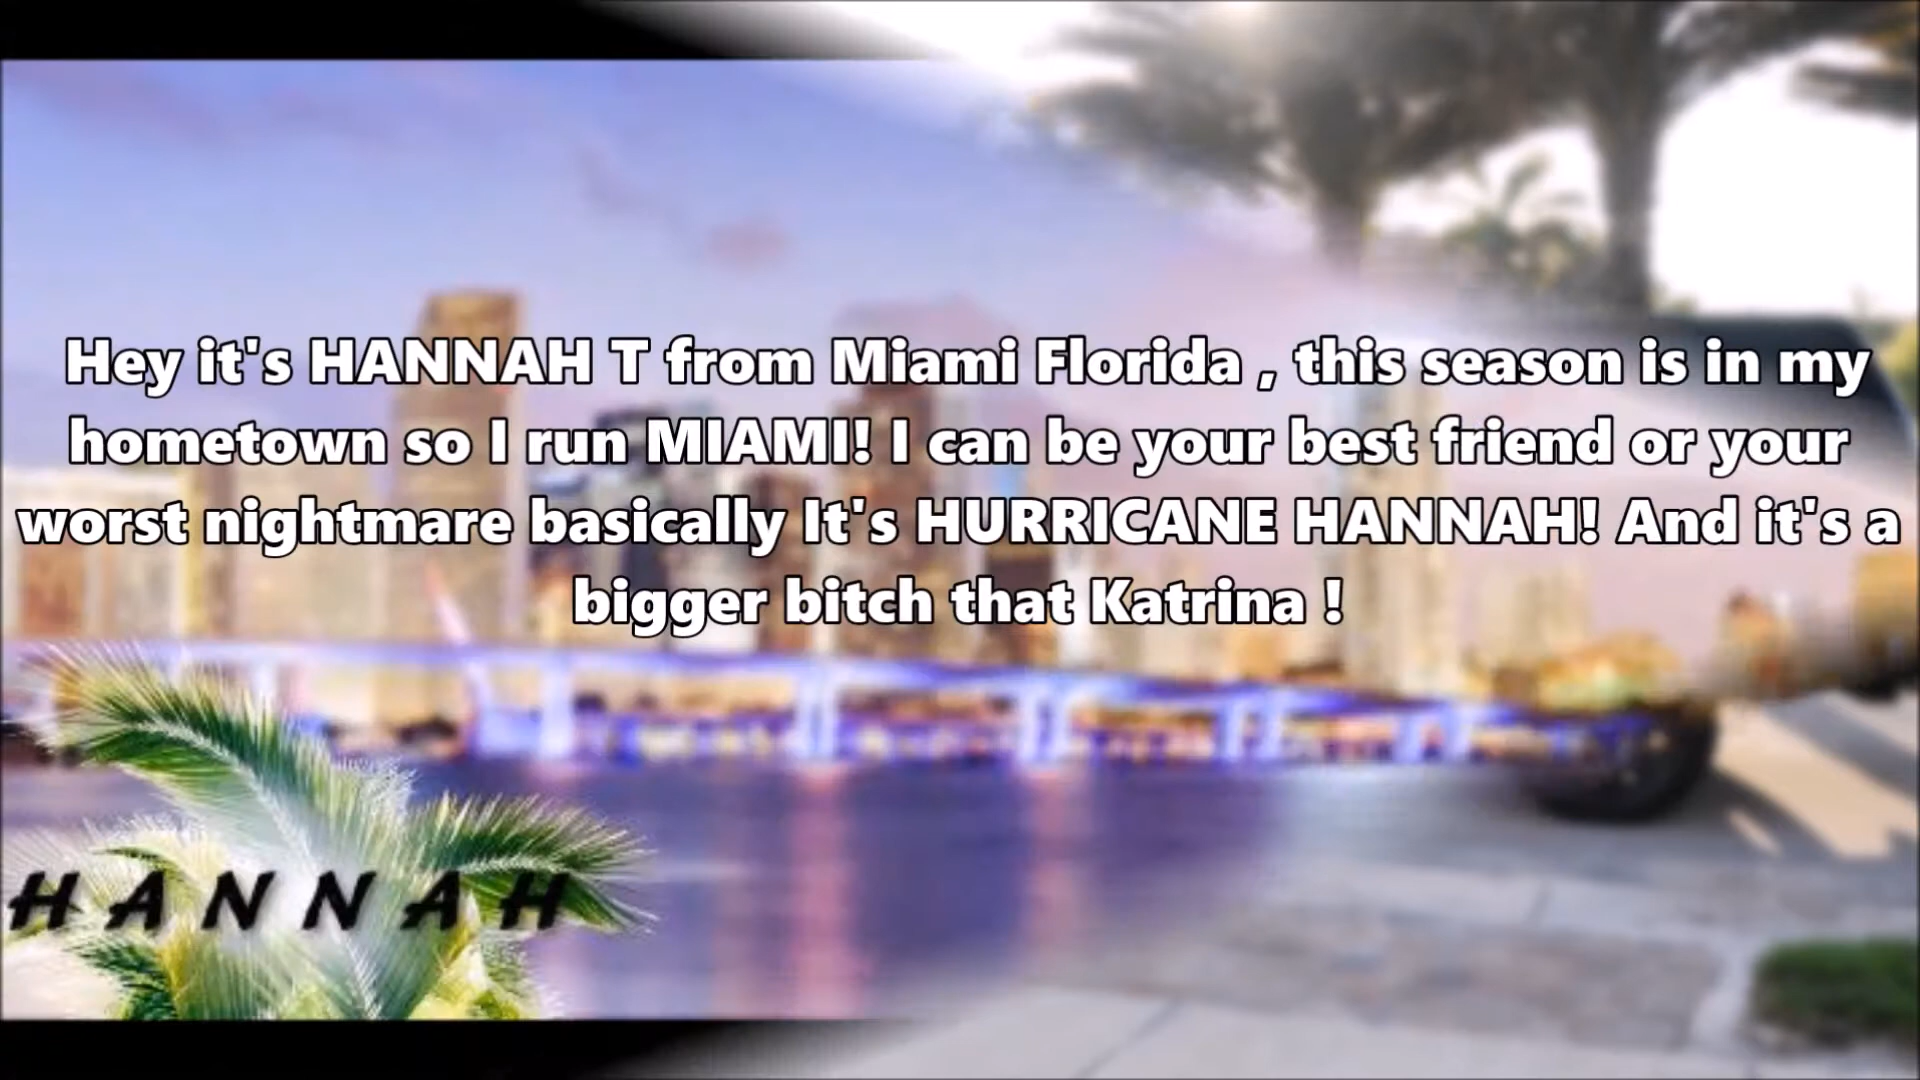 Hey it's HANNAH T from Miami Florida , this season is in my
hometown so I run MIAMI! I can be your best friend or your
worst nightmare basically It's HURRICANE HANNAH! And it's a
bigger bitch that Katrina !
HANNAH